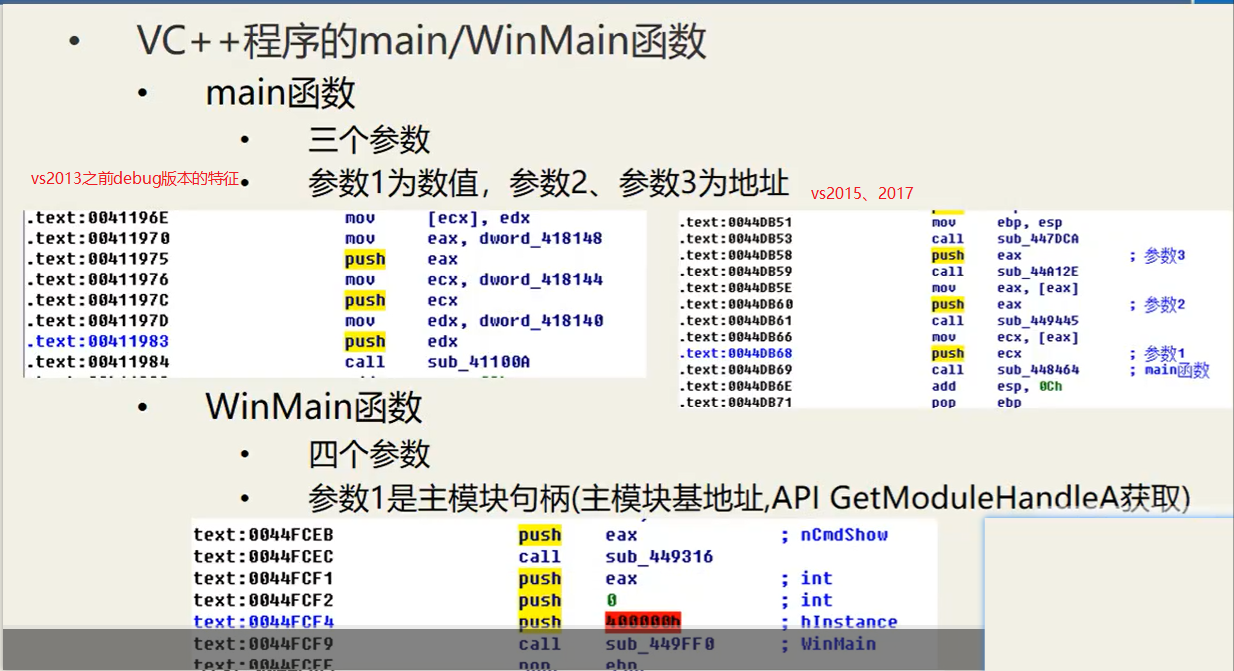 • VC++程序的main/WinMain函数
• main函数
• 三个参数
vs2013之前debug版本的特征
• 参数1为数值，参数2、参数3为地址
vs2015、2017
.text:0041196E mov [ecx], edx
.text:00411970 mov eax, dword_418148
.text:00411975 push eax
.text:00411976 mov ecx, dword_418144
.text:0041197C push ecx
.text:0041197D mov edx, dword_418140
.text:00411983 push edx
.text:00411984 call sub_41100A
.text:0044DB51 mov ebp, esp
.text:0044DB53 call sub_447DCA
.text:0044DB58 push eax ; 参数3
.text:0044DB59 call sub_44A12E
.text:0044DB5E mov eax, [eax]
.text:0044DB60 push eax ; 参数2
.text:0044DB61 call sub_449445
.text:0044DB66 mov ecx, [eax]
.text:0044DB68 push ecx ; 参数1
.text:0044DB69 call sub_448464 ; main函数
.text:0044DB6E add esp, 0Ch
.text:0044DB71 pop ebp
• WinMain函数
• 四个参数
• 参数1是主模块句柄(主模块基地址,API GetModuleHandleA获取)
text:0044FCEB push eax ; nCmdShow
text:0044FCEC call sub_449316
text:0044FCF1 push eax ; int
text:0044FCF2 push 0 ; int
text:0044FCF4 push 400000h ; hInstance
text:0044FCF9 call sub_449FF0 ; WinMain
text:0044FCFE pop ebp